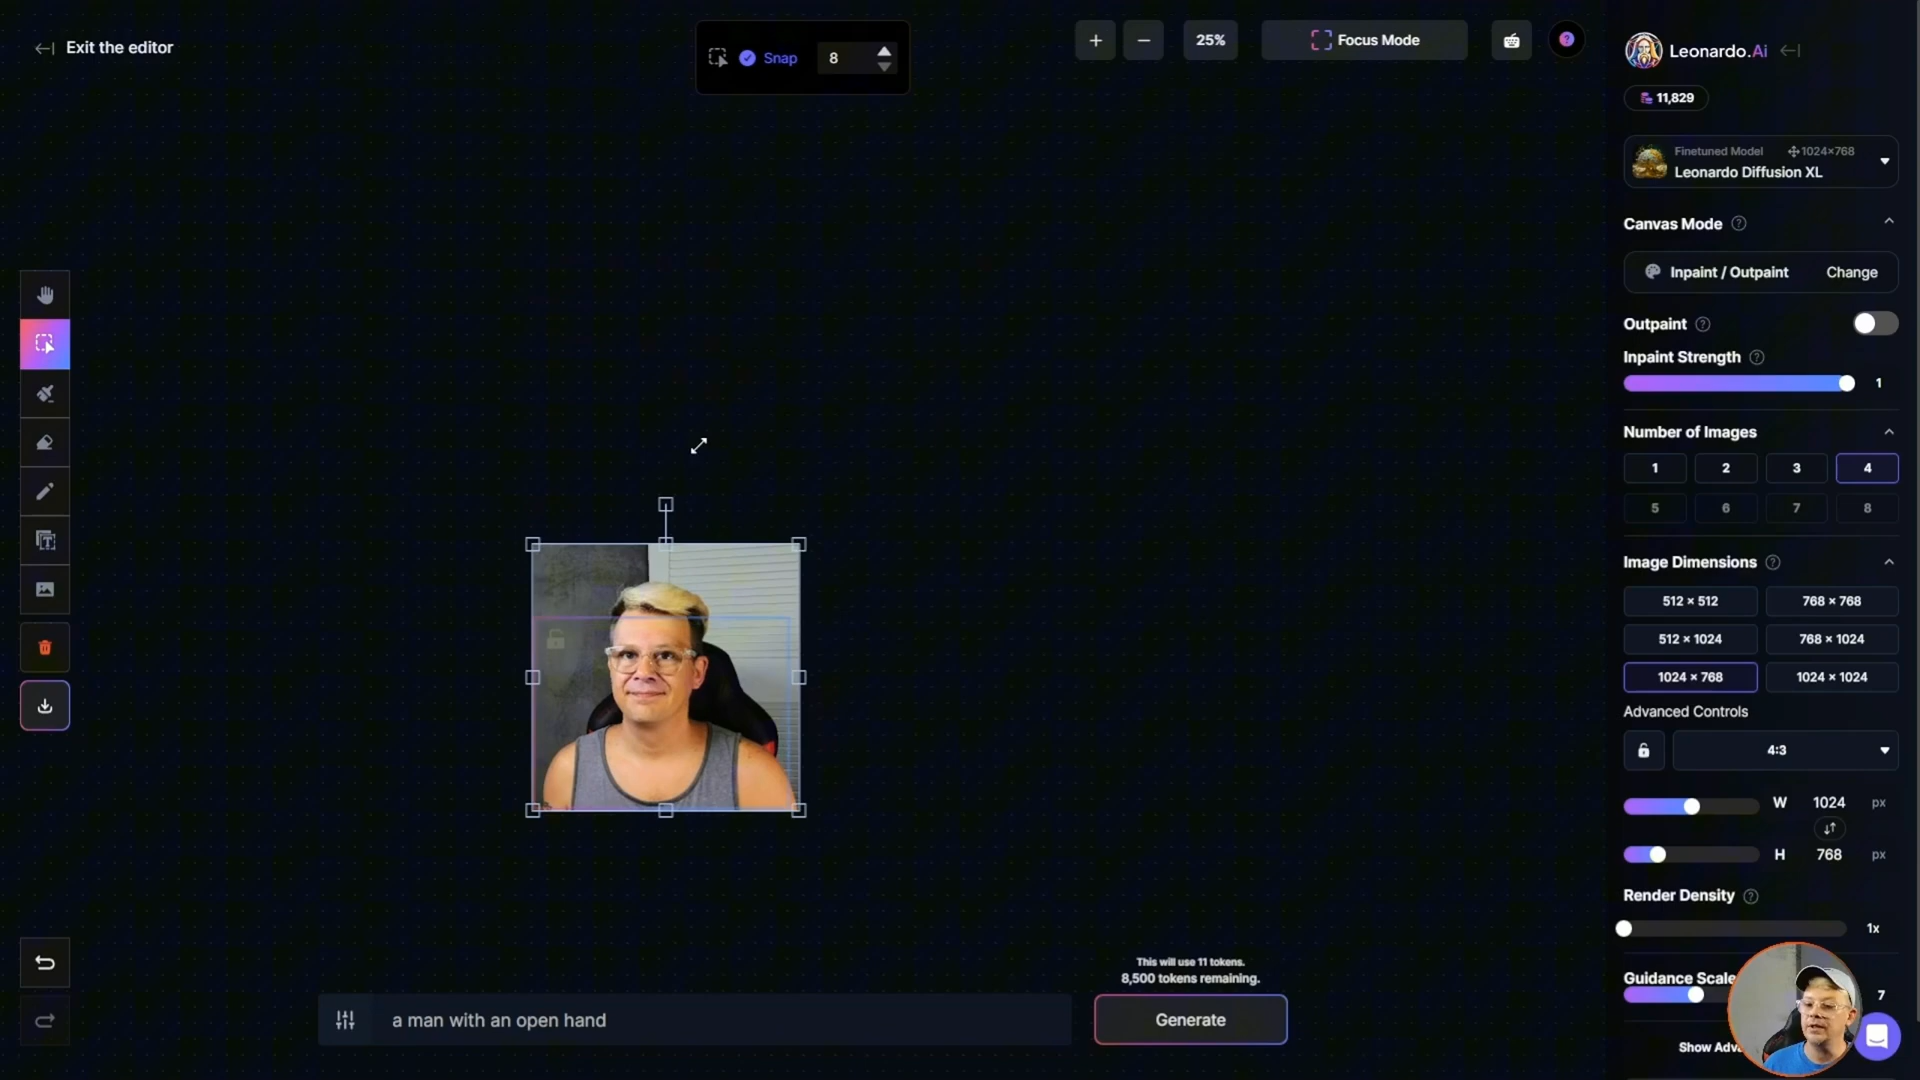 Exit the editor
Snap
8
25%
Focus Mode
Leonardo.Ai
11,829
Finetuned Model
1024×768
Leonardo Diffusion XL
Canvas Mode
Inpaint / Outpaint
Change
Outpaint
Inpaint Strength
1
Number of Images
1 2 3 4
5 6 7 8
Image Dimensions
512 × 512 768 × 768
512 × 1024 768 × 1024
1024 × 768 1024 × 1024
Advanced Controls
4:3
W 1024 px
H 768 px
Render Density
1x
Guidance Scale
7
This will use 11 tokens.
8,500 tokens remaining.
a man with an open hand
Generate
Show